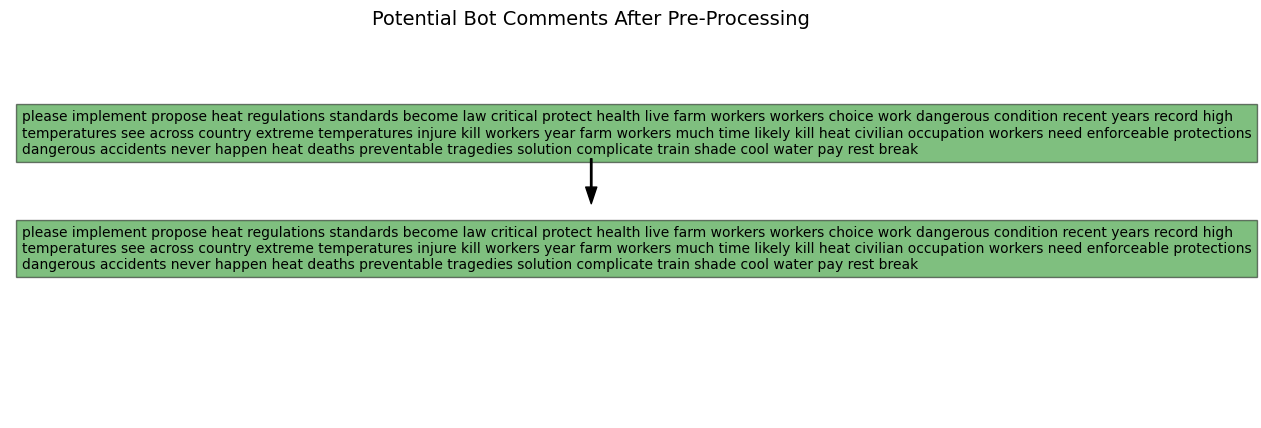 Potential Bot Comments After Pre-Processing
please implement propose heat regulations standards become law critical protect health live farm workers workers choice work dangerous condition recent years record high
temperatures see across country extreme temperatures injure kill workers year farm workers much time likely kill heat civilian occupation workers need enforceable protections
dangerous accidents never happen heat deaths preventable tragedies solution complicate train shade cool water pay rest break
please implement propose heat regulations standards become law critical protect health live farm workers workers choice work dangerous condition recent years record high
temperatures see across country extreme temperatures injure kill workers year farm workers much time likely kill heat civilian occupation workers need enforceable protections
dangerous accidents never happen heat deaths preventable tragedies solution complicate train shade cool water pay rest break